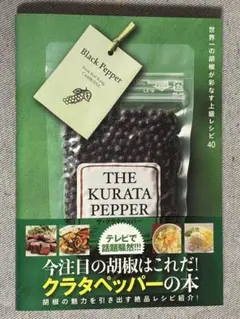 世界一の胡椒が彩なす上級レシピ40
Black Pepper
CAMBODIA
THE
KURATA
PEPPER
テレビで
話題騒然!!!
今注目の胡椒はこれだ!
クラタペッパーの本
胡椒の魅力を引き出す絶品レシピ紹介!